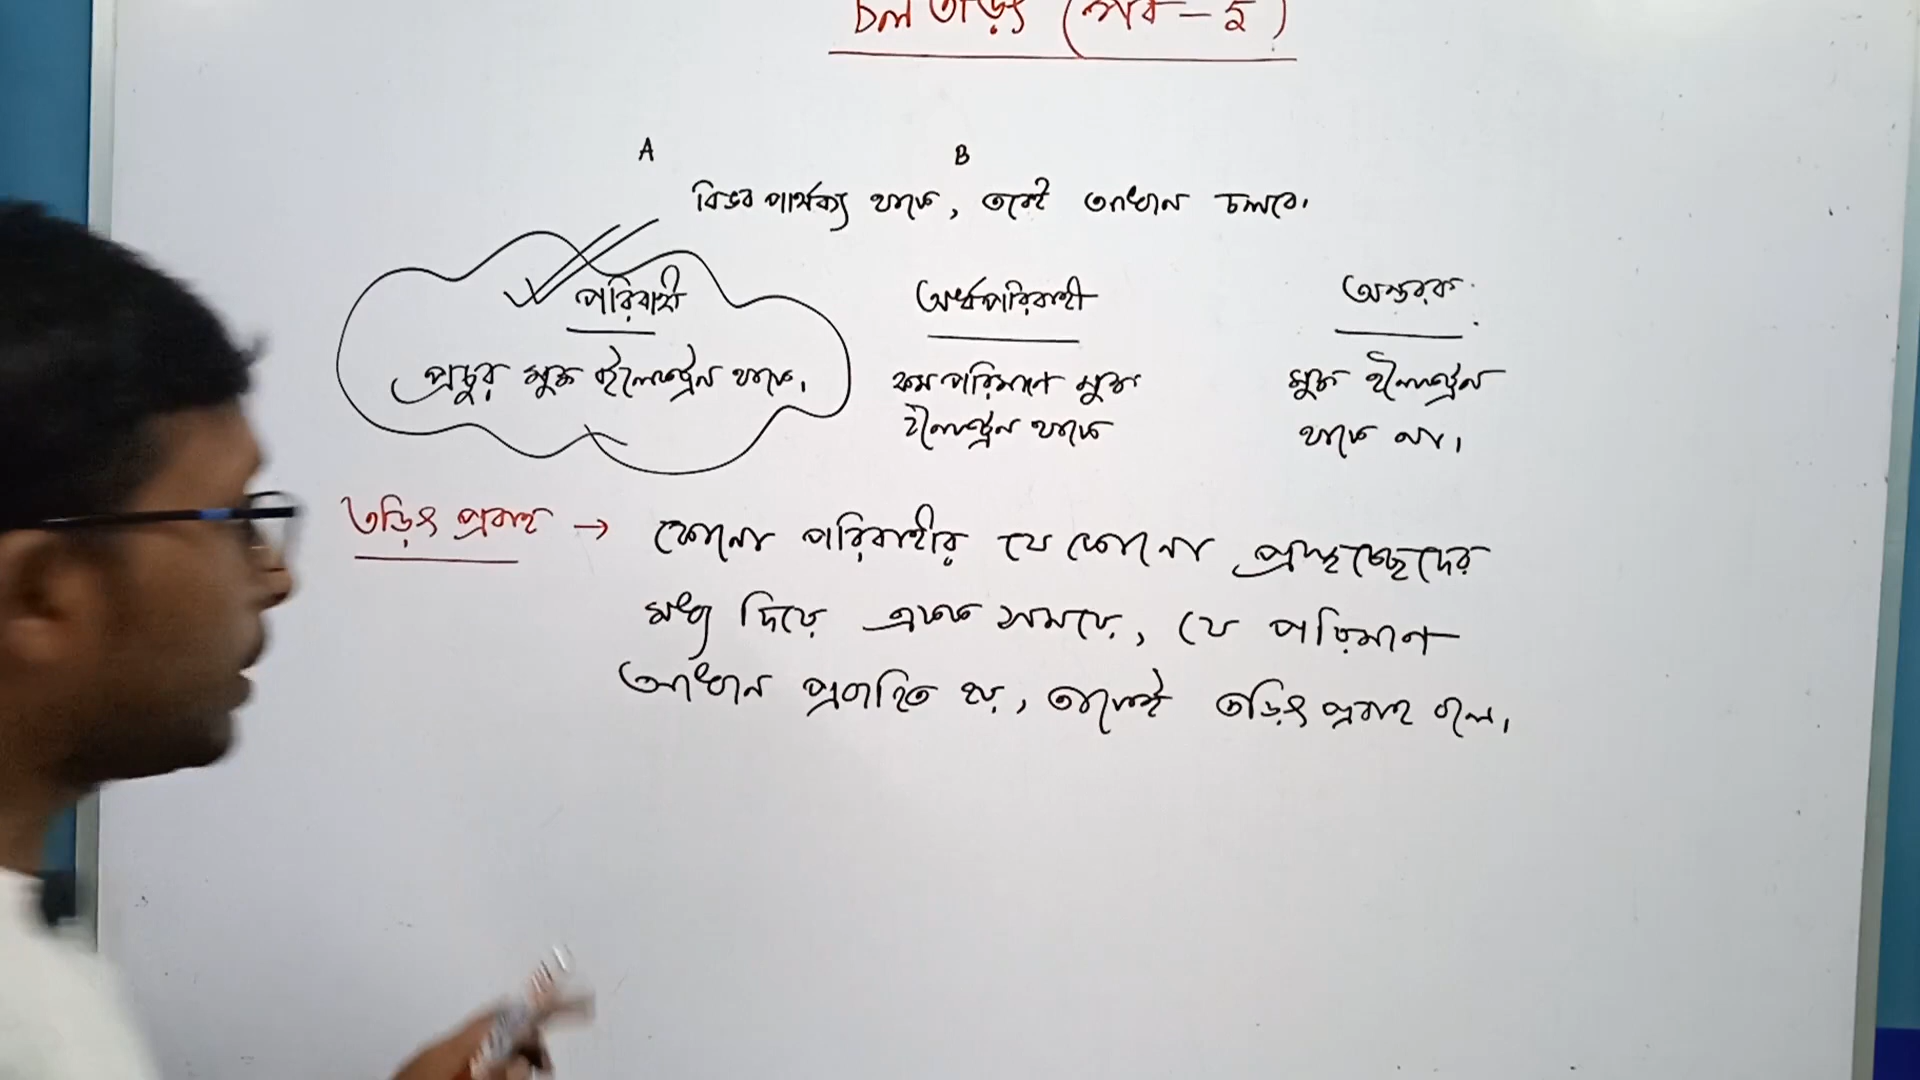 চল তড়িৎ (পর্ব - ২)
A B
বিভব পার্থক্য থাকে, তবেই আধান চলবে।
পরিবাহী অর্ধপরিবাহী অন্তরক
প্রচুর মুক্ত ইলেকট্রন থাকে। কম পরিমাণে মুক্ত মুক্ত ইলেকট্রন
ইলেকট্রন থাকে থাকে না।
তড়িৎ প্রবাহ → কোনো পরিবাহীর যে কোনো প্রস্থচ্ছেদের
মধ্য দিয়ে একক সময়ে, যে পরিমাণ
আধান প্রবাহিত হয়, তাকেই তড়িৎ প্রবাহ বলে।